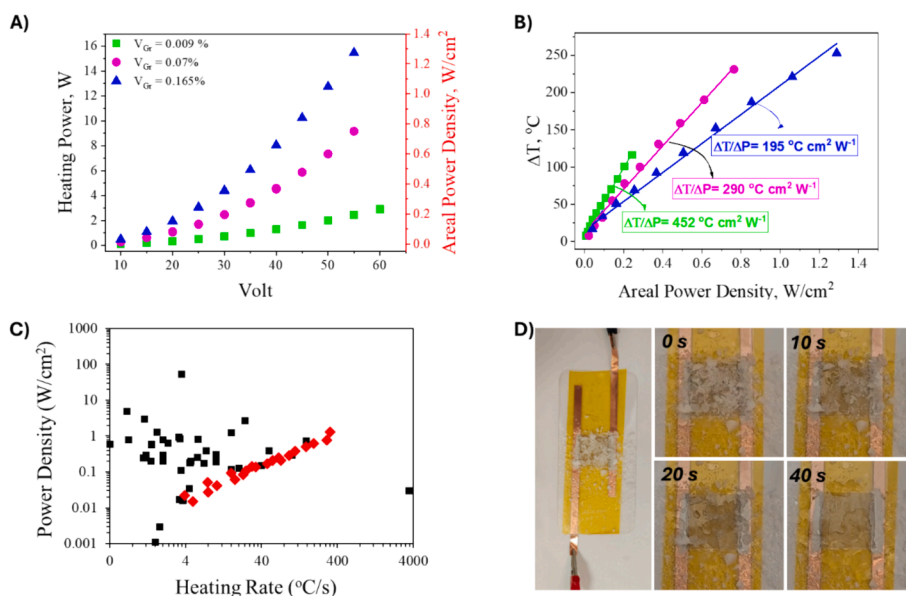 A)
V_Gr = 0.009 %
V_Gr = 0.07%
V_Gr = 0.165%
Heating Power, W
16
14
12
10
8
6
4
2
0
10 20 30 40 50 60
Volt
1.4
1.2
1.0
0.8
0.6
0.4
0.2
0.0
Areal Power Density, W/cm²
B)
ΔT, °C
250
200
150
100
50
0
ΔT/ΔP= 195 °C cm² W⁻¹
ΔT/ΔP= 290 °C cm² W⁻¹
ΔT/ΔP= 452 °C cm² W⁻¹
0.0 0.2 0.4 0.6 0.8 1.0 1.2 1.4
Areal Power Density, W/cm²
C)
Power Density (W/cm²)
1000
100
10
1
0.1
0.01
0.001
0 4 40 400 4000
Heating Rate (°C/s)
D)
0 s
10 s
20 s
40 s